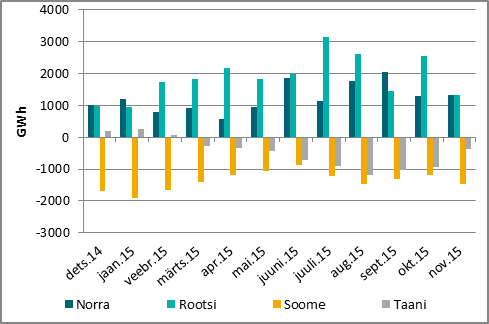 4000
3000
2000
1000
0
-1000
-2000
-3000
GWh
dets.14 jaan.15 veebr.15 märts.15 apr.15 mai.15 juuni.15 juuli.15 aug.15 sept.15 okt.15 nov.15
Norra Rootsi Soome Taani